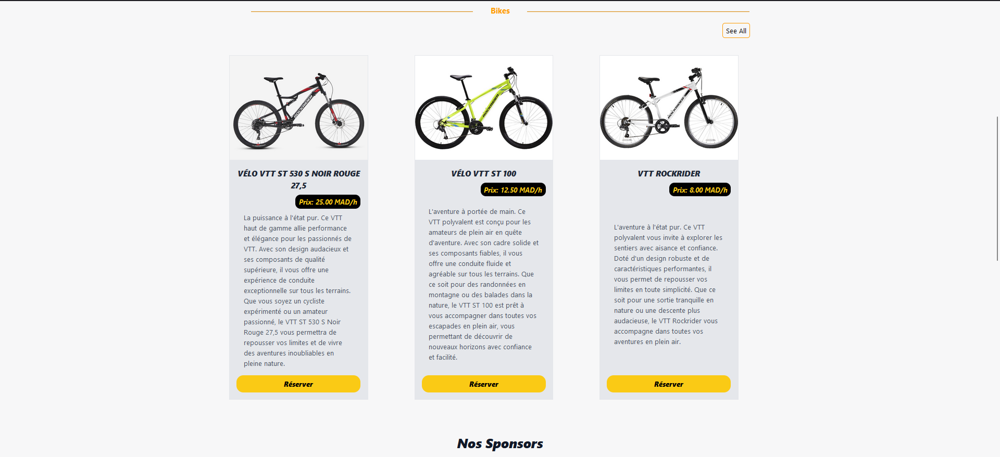 Bikes
See All
ROCKRIDER
ROCKRIDER
ROCKRIDER
VÉLO VTT ST 530 S NOIR ROUGE
27,5
Prix: 25.00 MAD/h
La puissance à l'état pur. Ce VTT
haut de gamme allie performance
et élégance pour les passionnés de
VTT. Avec son design audacieux et
ses composants de qualité
supérieure, il vous offre une
expérience de conduite
exceptionnelle sur tous les terrains.
Que vous soyez un cycliste
expérimenté ou un amateur
passionné, le VTT ST 530 S Noir
Rouge 27,5 vous permettra de
repousser vos limites et de vivre
des aventures inoubliables en
pleine nature.
Réserver
VÉLO VTT ST 100
Prix: 12.50 MAD/h
L'aventure à portée de main. Ce
VTT polyvalent est conçu pour les
amateurs de plein air en quête
d'aventure. Avec son cadre solide et
ses composants fiables, il vous
offre une conduite fluide et
agréable sur tous les terrains. Que
ce soit pour des randonnées en
montagne ou des balades dans la
nature, le VTT ST 100 est prêt à
vous accompagner dans toutes vos
escapades en plein air, vous
permettant de découvrir de
nouveaux horizons avec confiance
et facilité.
Réserver
VTT ROCKRIDER
Prix: 8.00 MAD/h
L'aventure à l'état pur. Ce VTT
polyvalent vous invite à explorer les
sentiers avec aisance et confiance.
Doté d'un design robuste et de
caractéristiques performantes, il
vous permet de repousser vos
limites en toute simplicité. Que ce
soit pour une sortie tranquille en
nature ou une descente plus
audacieuse, le VTT Rockrider vous
accompagne dans toutes vos
aventures en plein air.
Réserver
Nos Sponsors